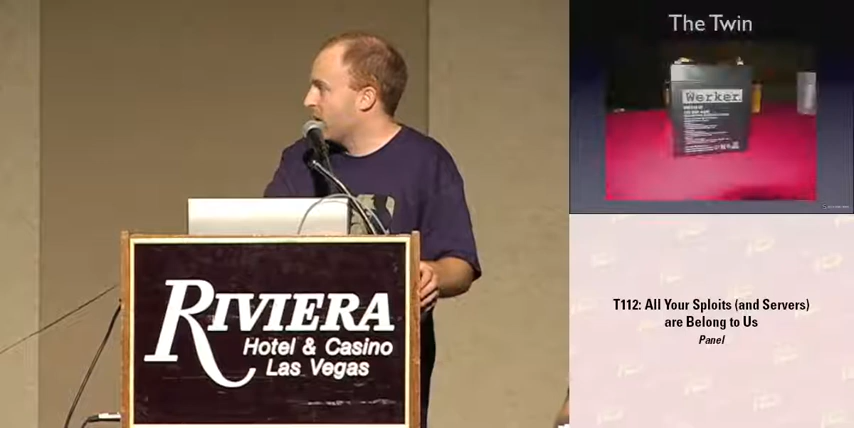 The Twin
Werker
RIVIERA
Hotel & Casino
Las Vegas
T112: All Your Sploits (and Servers)
are Belong to Us
Panel